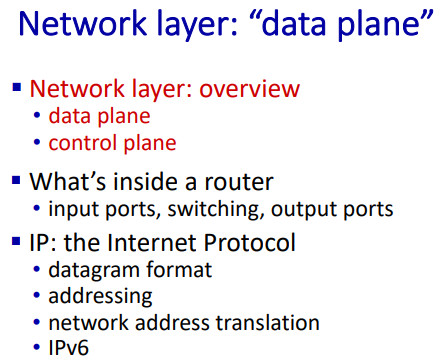 Network layer: “data plane”
▪ Network layer: overview
• data plane
• control plane
▪ What’s inside a router
• input ports, switching, output ports
▪ IP: the Internet Protocol
• datagram format
• addressing
• network address translation
• IPv6